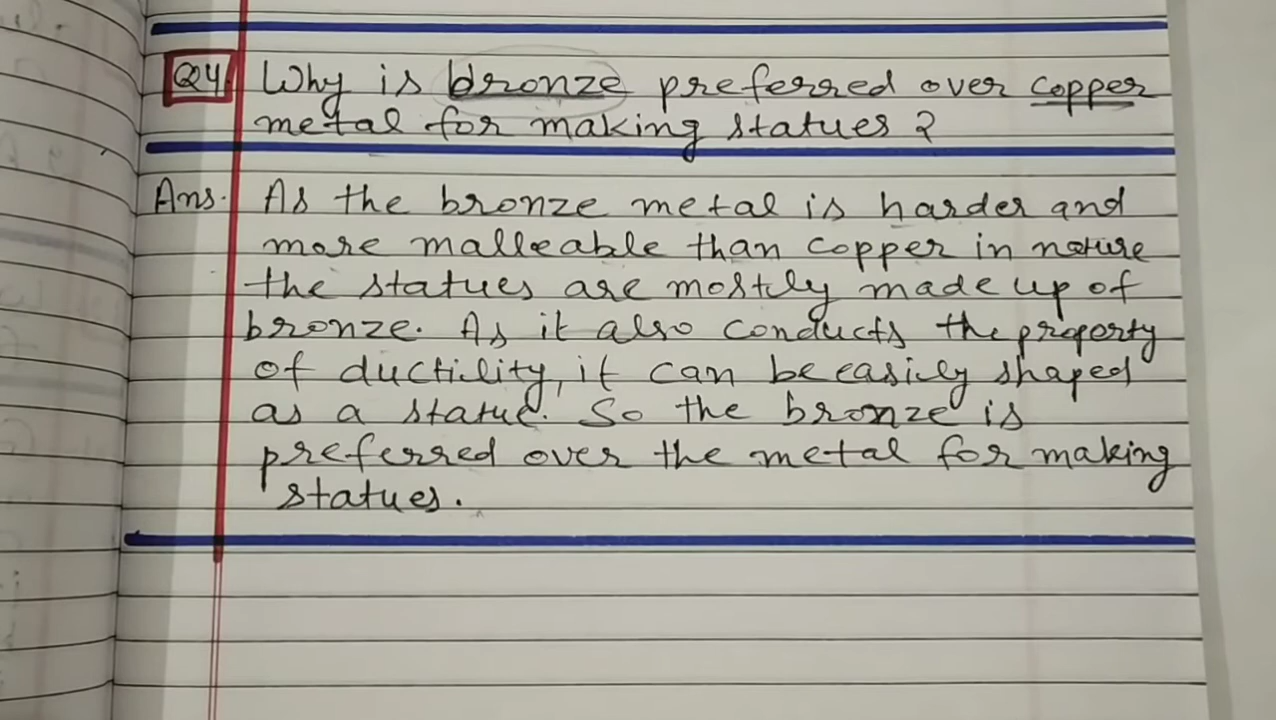 Q4. Why is bronze preferred over copper
metal for making statues ?
Ans. As the bronze metal is harder and
more malleable than copper in nature
the statues are mostly made up of
bronze. As it also conducts the property
of ductility, it can be easily shaped
as a statue. So the bronze is
preferred over the metal for making
statues.